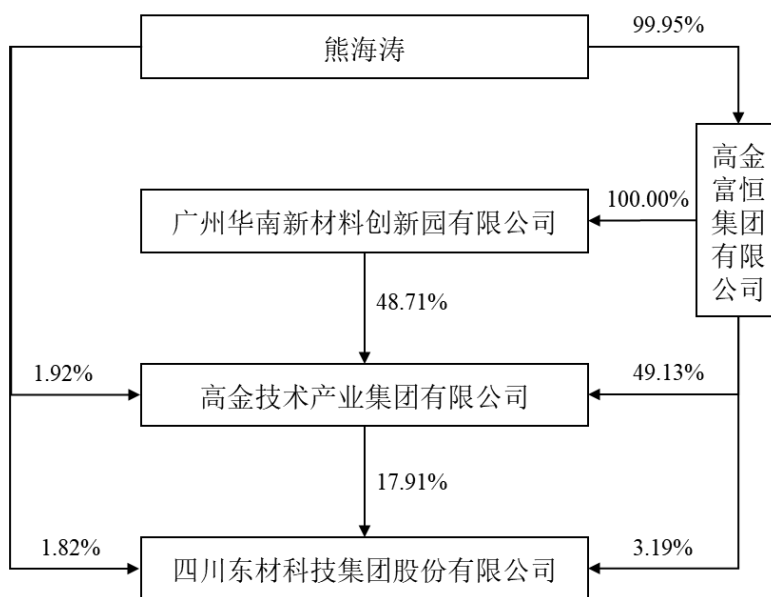 熊海涛
99.95%
高金
富恒
集团
有限
公司
广州华南新材料创新园有限公司
100.00%
48.71%
1.92%
高金技术产业集团有限公司
49.13%
17.91%
1.82%
四川东材科技集团股份有限公司
3.19%